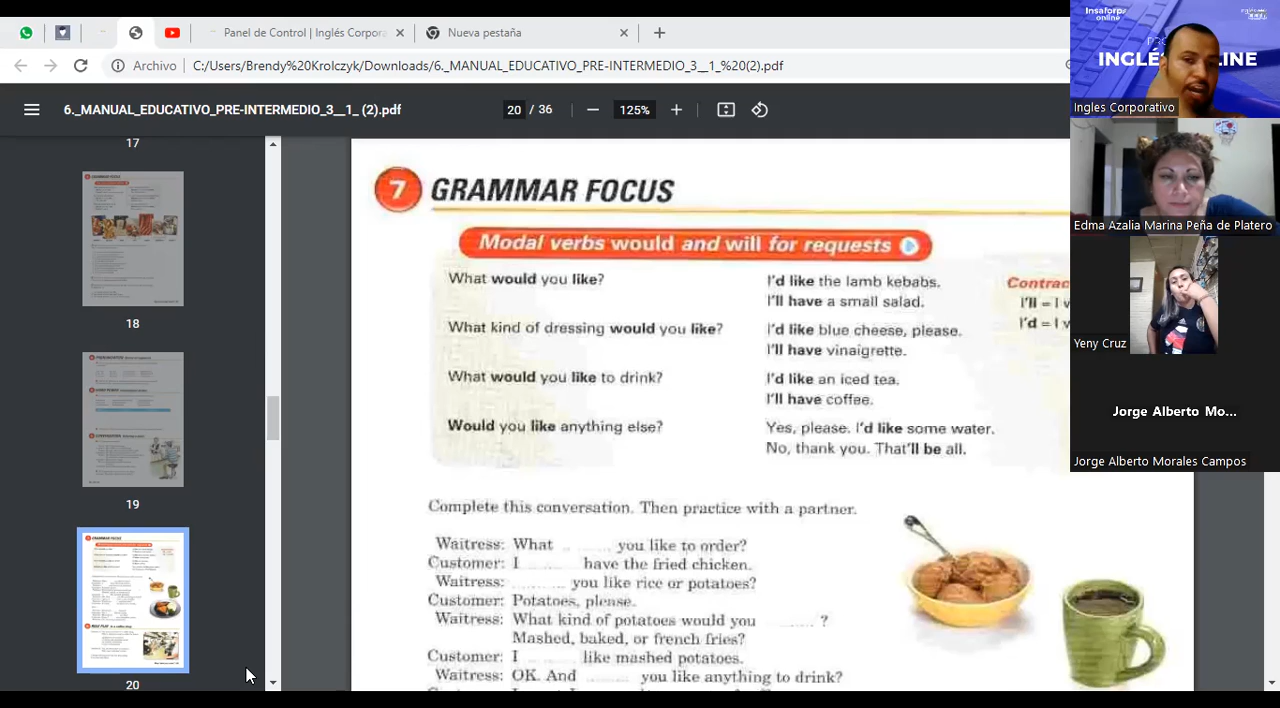 Panel de Control | Inglés Corpora
Nueva pestaña
Archivo
C:/Users/Brendy%20Krolczyk/Down
MANUAL_EDUCATIVO_PRE-INTERMEDIO_3__1_%20(2).pdf
6._MANUAL_EDUCATIVO_PRE-INTERMEDIO_3__1_ (2).pdf
20 / 36
125%
17
18
19
20
7 GRAMMAR FOCUS
Modal verbs would and will for requests
What would you like?
I'd like the lamb kebabs.
I'll have a small salad.
What kind of dressing would you like?
I'd like blue cheese, please.
I'll have vinaigrette.
What would you like to drink?
I'd like an iced tea.
I'll have coffee.
Would you like anything else?
Yes, please. I'd like some water.
No, thank you. That'll be all.
Contrac
I'll = I
I'd = I
Complete this conversation. Then practice with a partner.
Waitress: What ........ you like to order?
Customer: I ........ have the fried chicken.
Waitress: ........ you like rice or potatoes?
Customer: Potatoes, please.
Waitress: What kind of potatoes would you ........ ?
Mashed, baked, or french fries?
Customer: I ........ like mashed potatoes.
Waitress: OK. And ........ you like anything to drink?
Insaforp
online
INGLÉ
LINE
Ingles Corporativo
Edma Azalia Marina Peña de Platero
Yeny Cruz
Jorge Alberto Mo...
Jorge Alberto Morales Campos